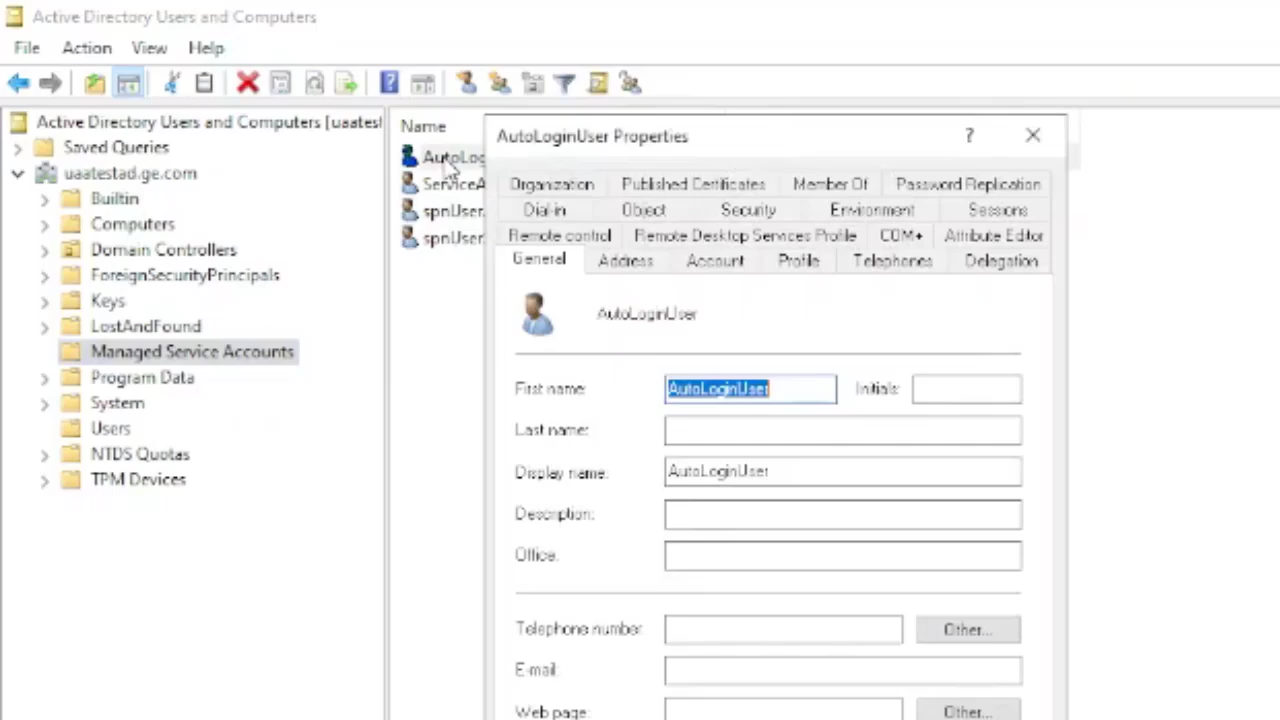 Active Directory Users and Computers
File Action View Help
Active Directory Users and Computers [uaatest
Saved Queries
uaatestad.ge.com
Builtin
Computers
Domain Controllers
ForeignSecurityPrincipals
Keys
LostAndFound
Managed Service Accounts
Program Data
System
Users
NTDS Quotas
TPM Devices
Name
AutoLog
ServiceA
spnUser
spnUser
AutoLoginUser Properties
Organization Published Certificates Member Of Password Replication
Dial-in Object Security Environment Sessions
Remote control Remote Desktop Services Profile COM+ Attribute Editor
General Address Account Profile Telephones Delegation
AutoLoginUser
First name: AutoLoginUser Initials:
Last name:
Display name: AutoLoginUser
Description:
Office:
Telephone number: Other...
E-mail:
Web page: Other...